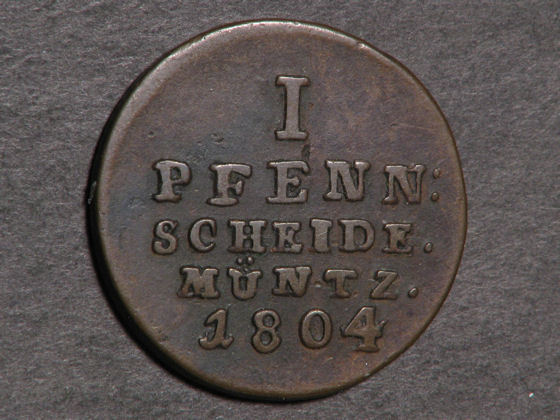 I
PFENN:
SCHEIDE.
MÜNTZ.
1804